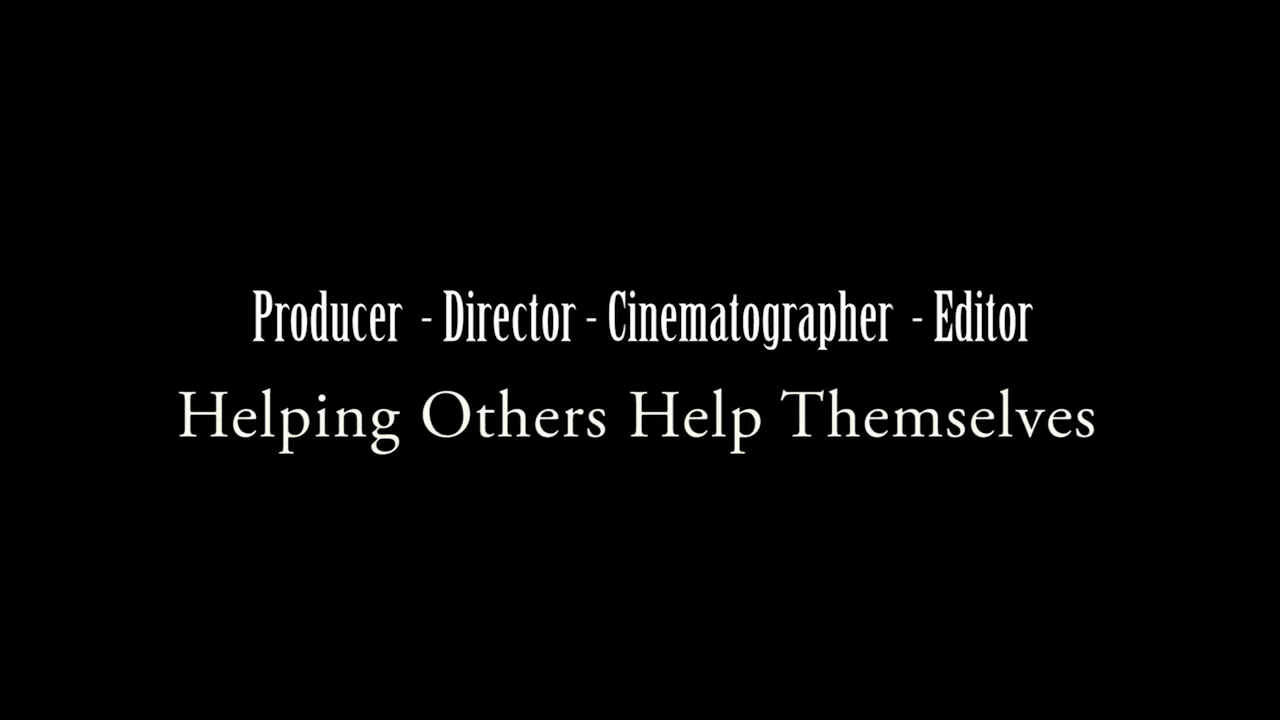 Producer - Director - Cinematographer - Editor
Helping Others Help Themselves